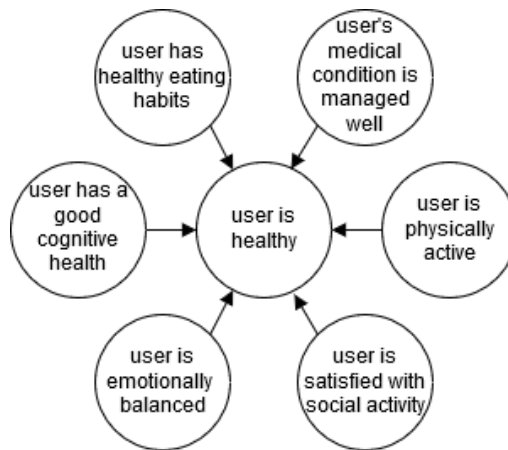 user has
healthy eating
habits
user's
medical
condition is
managed
well
user has a
good
cognitive
health
user is
healthy
user is
physically
active
user is
emotionally
balanced
user is
satisfied with
social activity